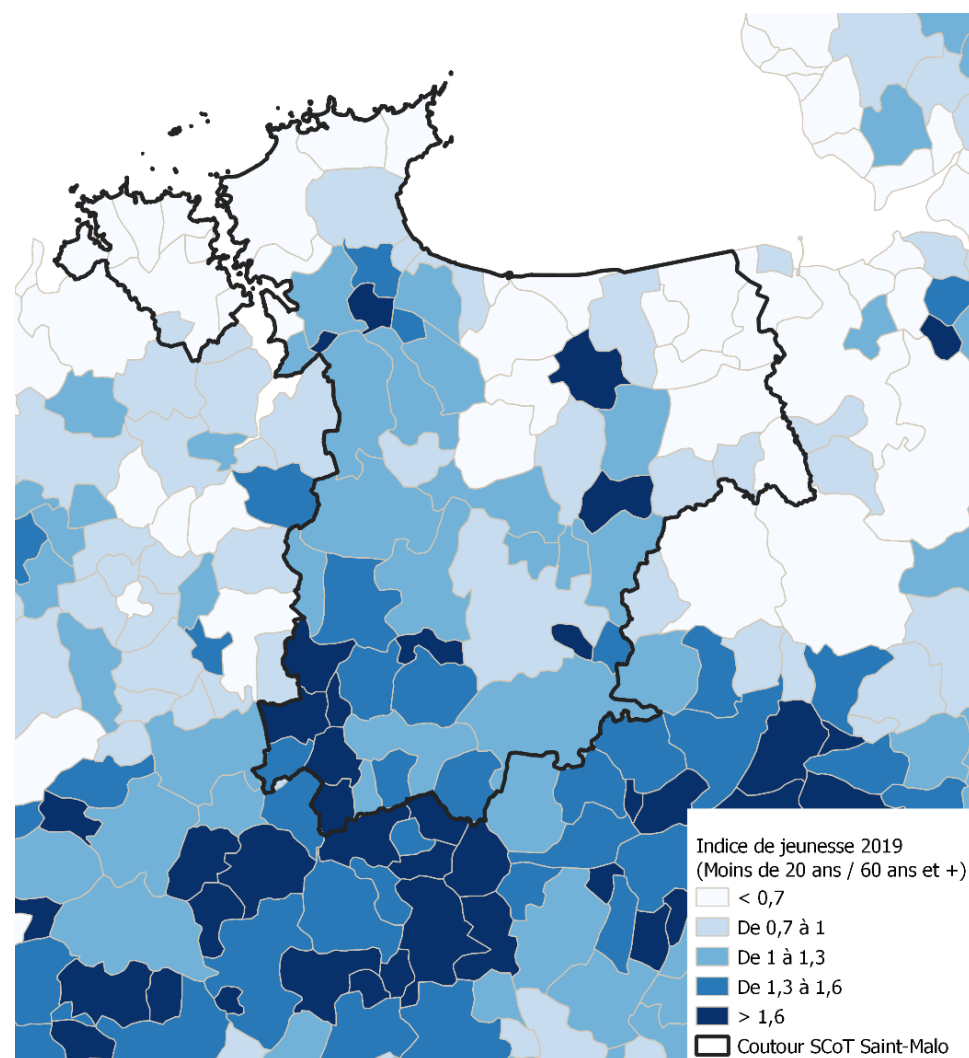 Indice de jeunesse 2019
(Moins de 20 ans / 60 ans et +)
< 0,7
De 0,7 à 1
De 1 à 1,3
De 1,3 à 1,6
> 1,6
Coutour SCoT Saint-Malo